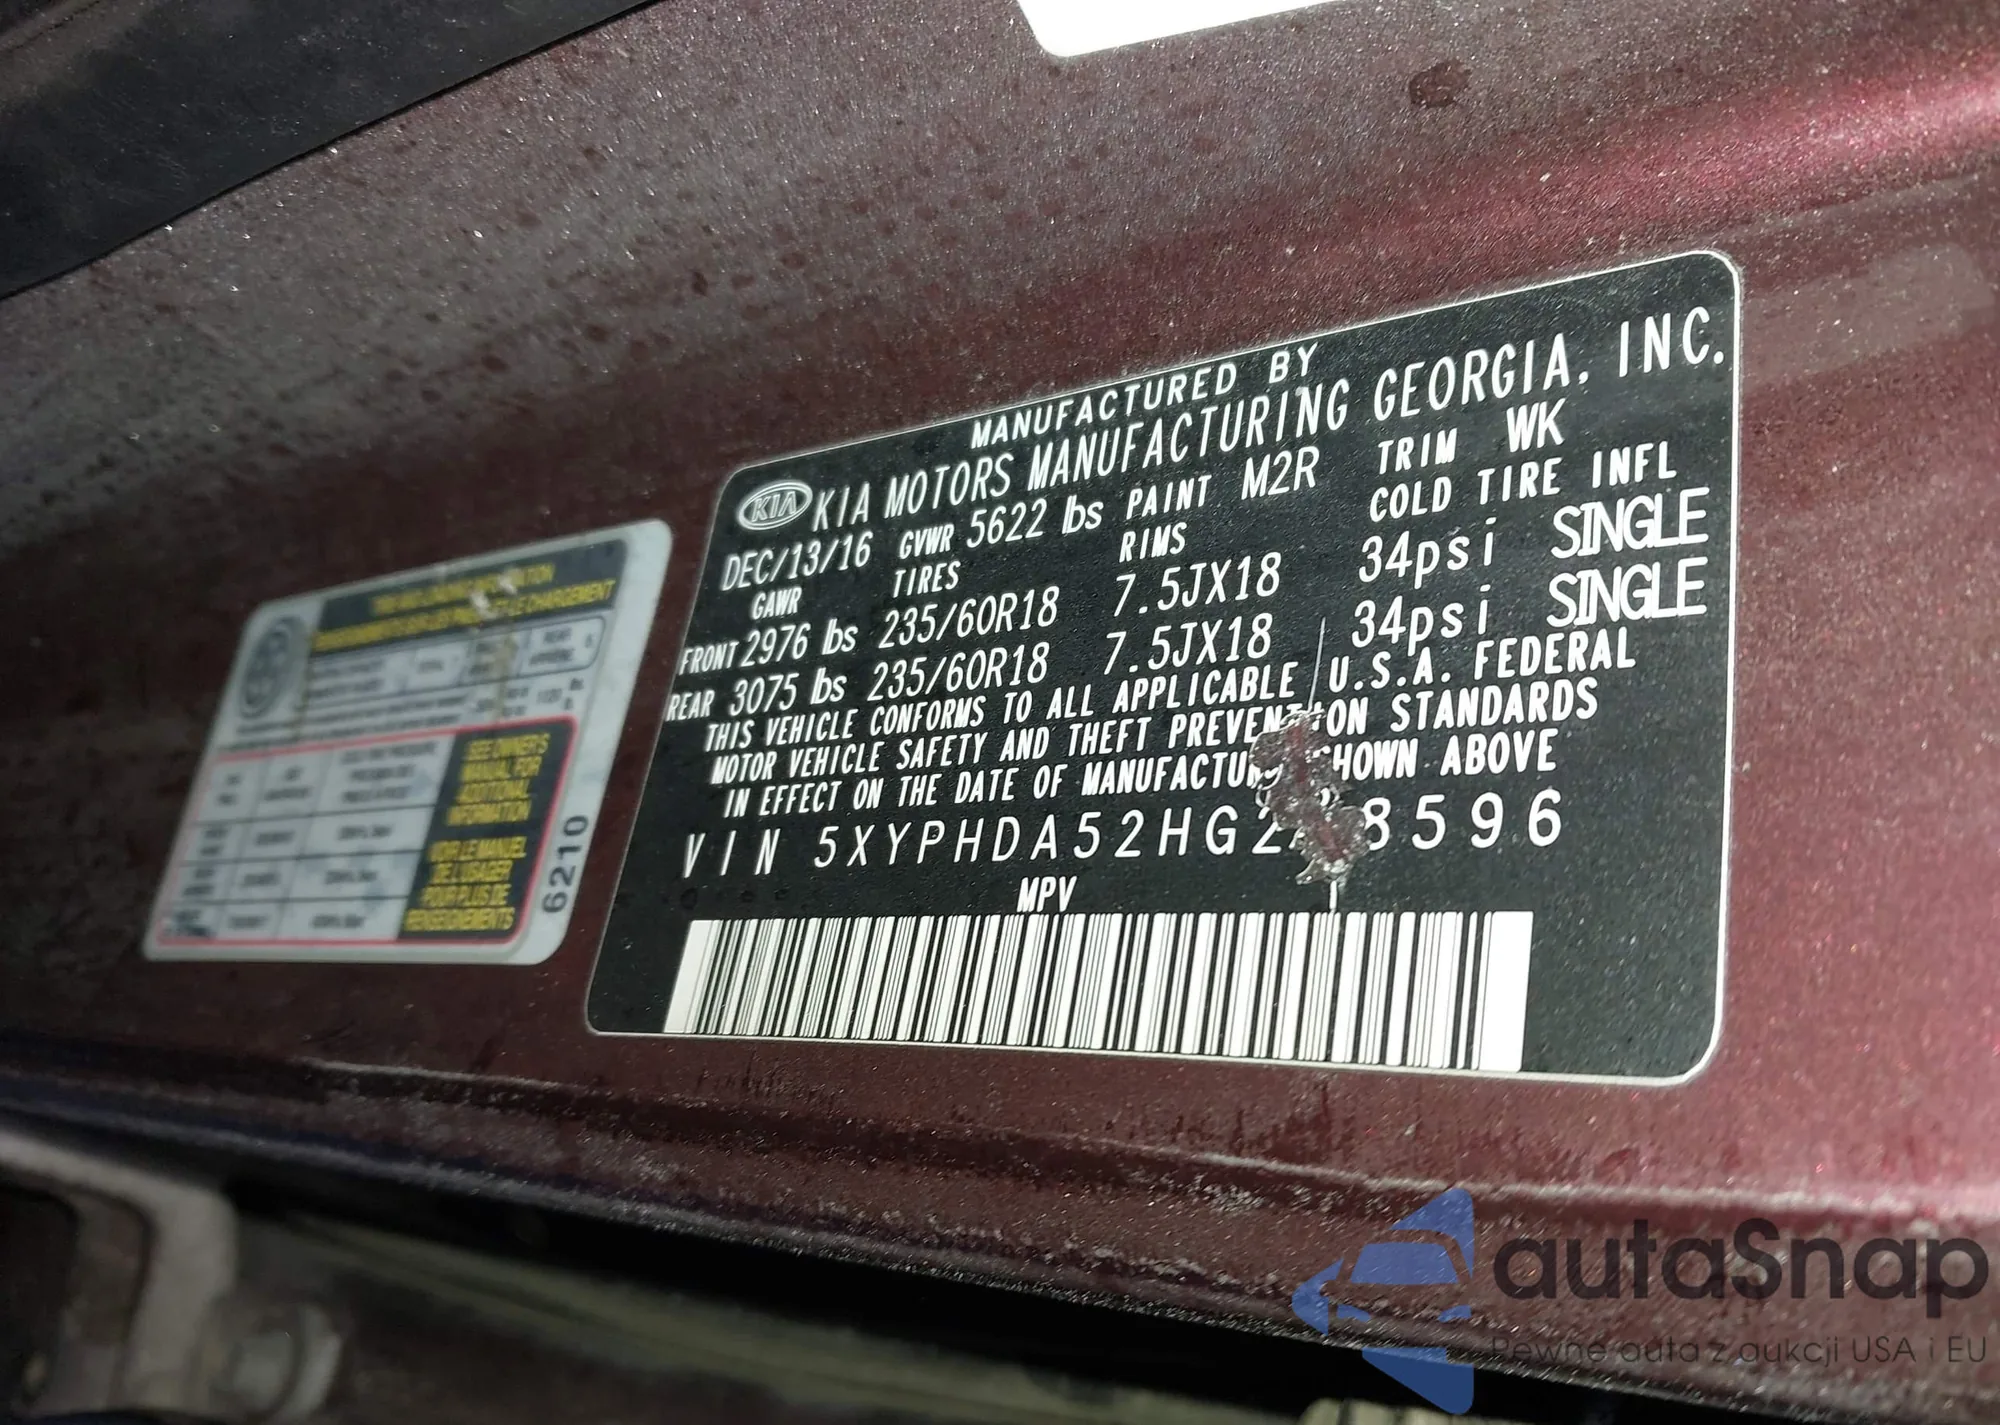 MANUFACTURED BY
KIA KIA MOTORS MANUFACTURING GEORGIA, INC.
DEC/13/16 GVWR 5622 lbs PAINT M2R TRIM WK
GAWR TIRES RIMS COLD TIRE INFL
FRONT 2976 lbs 235/60R18 7.5JX18 34psi SINGLE
REAR 3075 lbs 235/60R18 7.5JX18 34psi SINGLE
THIS VEHICLE CONFORMS TO ALL APPLICABLE U.S.A. FEDERAL
MOTOR VEHICLE SAFETY AND THEFT PREVENTION STANDARDS
IN EFFECT ON THE DATE OF MANUFACTU SHOWN ABOVE
VIN 5XYPHDA52HG2 8596
MPV
SEE OWNER'S
MANUAL FOR
ADDITIONAL
INFORMATION
VOIR LE MANUEL
DE L'USAGER
POUR PLUS DE
RENSEIGNEMENTS
6210
autaSnap
Pewne auta z aukcji USA i EU